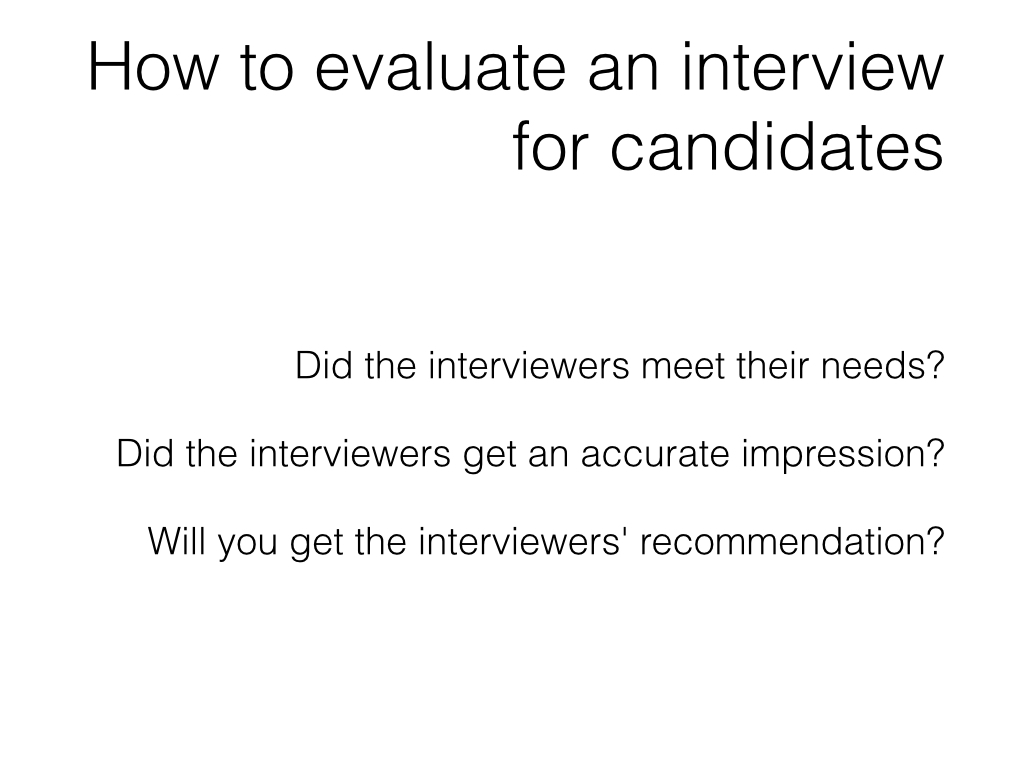 How to evaluate an interview
for candidates
Did the interviewers meet their needs?
Did the interviewers get an accurate impression?
Will you get the interviewers' recommendation?